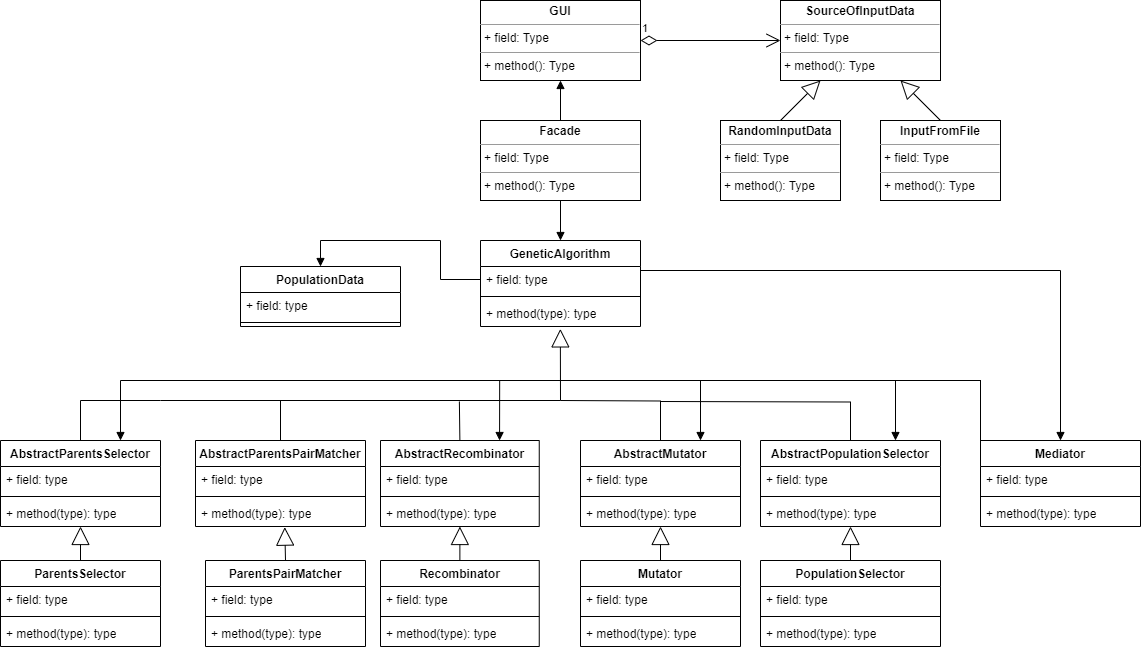 GUI
+ field: Type
+ method(): Type
1
SourceOfInputData
+ field: Type
+ method(): Type
Facade
+ field: Type
+ method(): Type
RandomInputData
+ field: Type
+ method(): Type
InputFromFile
+ field: Type
+ method(): Type
PopulationData
+ field: type
GeneticAlgorithm
+ field: type
+ method(type): type
AbstractParentsSelector
+ field: type
+ method(type): type
AbstractParentsPairMatcher
+ field: type
+ method(type): type
AbstractRecombinator
+ field: type
+ method(type): type
AbstractMutator
+ field: type
+ method(type): type
AbstractPopulationSelector
+ field: type
+ method(type): type
Mediator
+ field: type
+ method(type): type
ParentsSelector
+ field: type
+ method(type): type
ParentsPairMatcher
+ field: type
+ method(type): type
Recombinator
+ field: type
+ method(type): type
Mutator
+ field: type
+ method(type): type
PopulationSelector
+ field: type
+ method(type): type